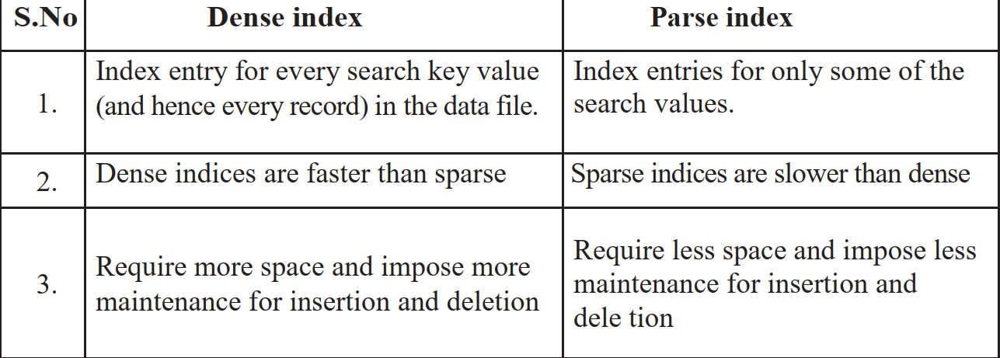 S.No Dense index Parse index
1. Index entry for every search key value
(and hence every record) in the data file.
Index entries for only some of the
search values.
2. Dense indices are faster than sparse
Sparse indices are slower than dense
3. Require more space and impose more
maintenance for insertion and deletion
Require less space and impose less
maintenance for insertion and
dele tion